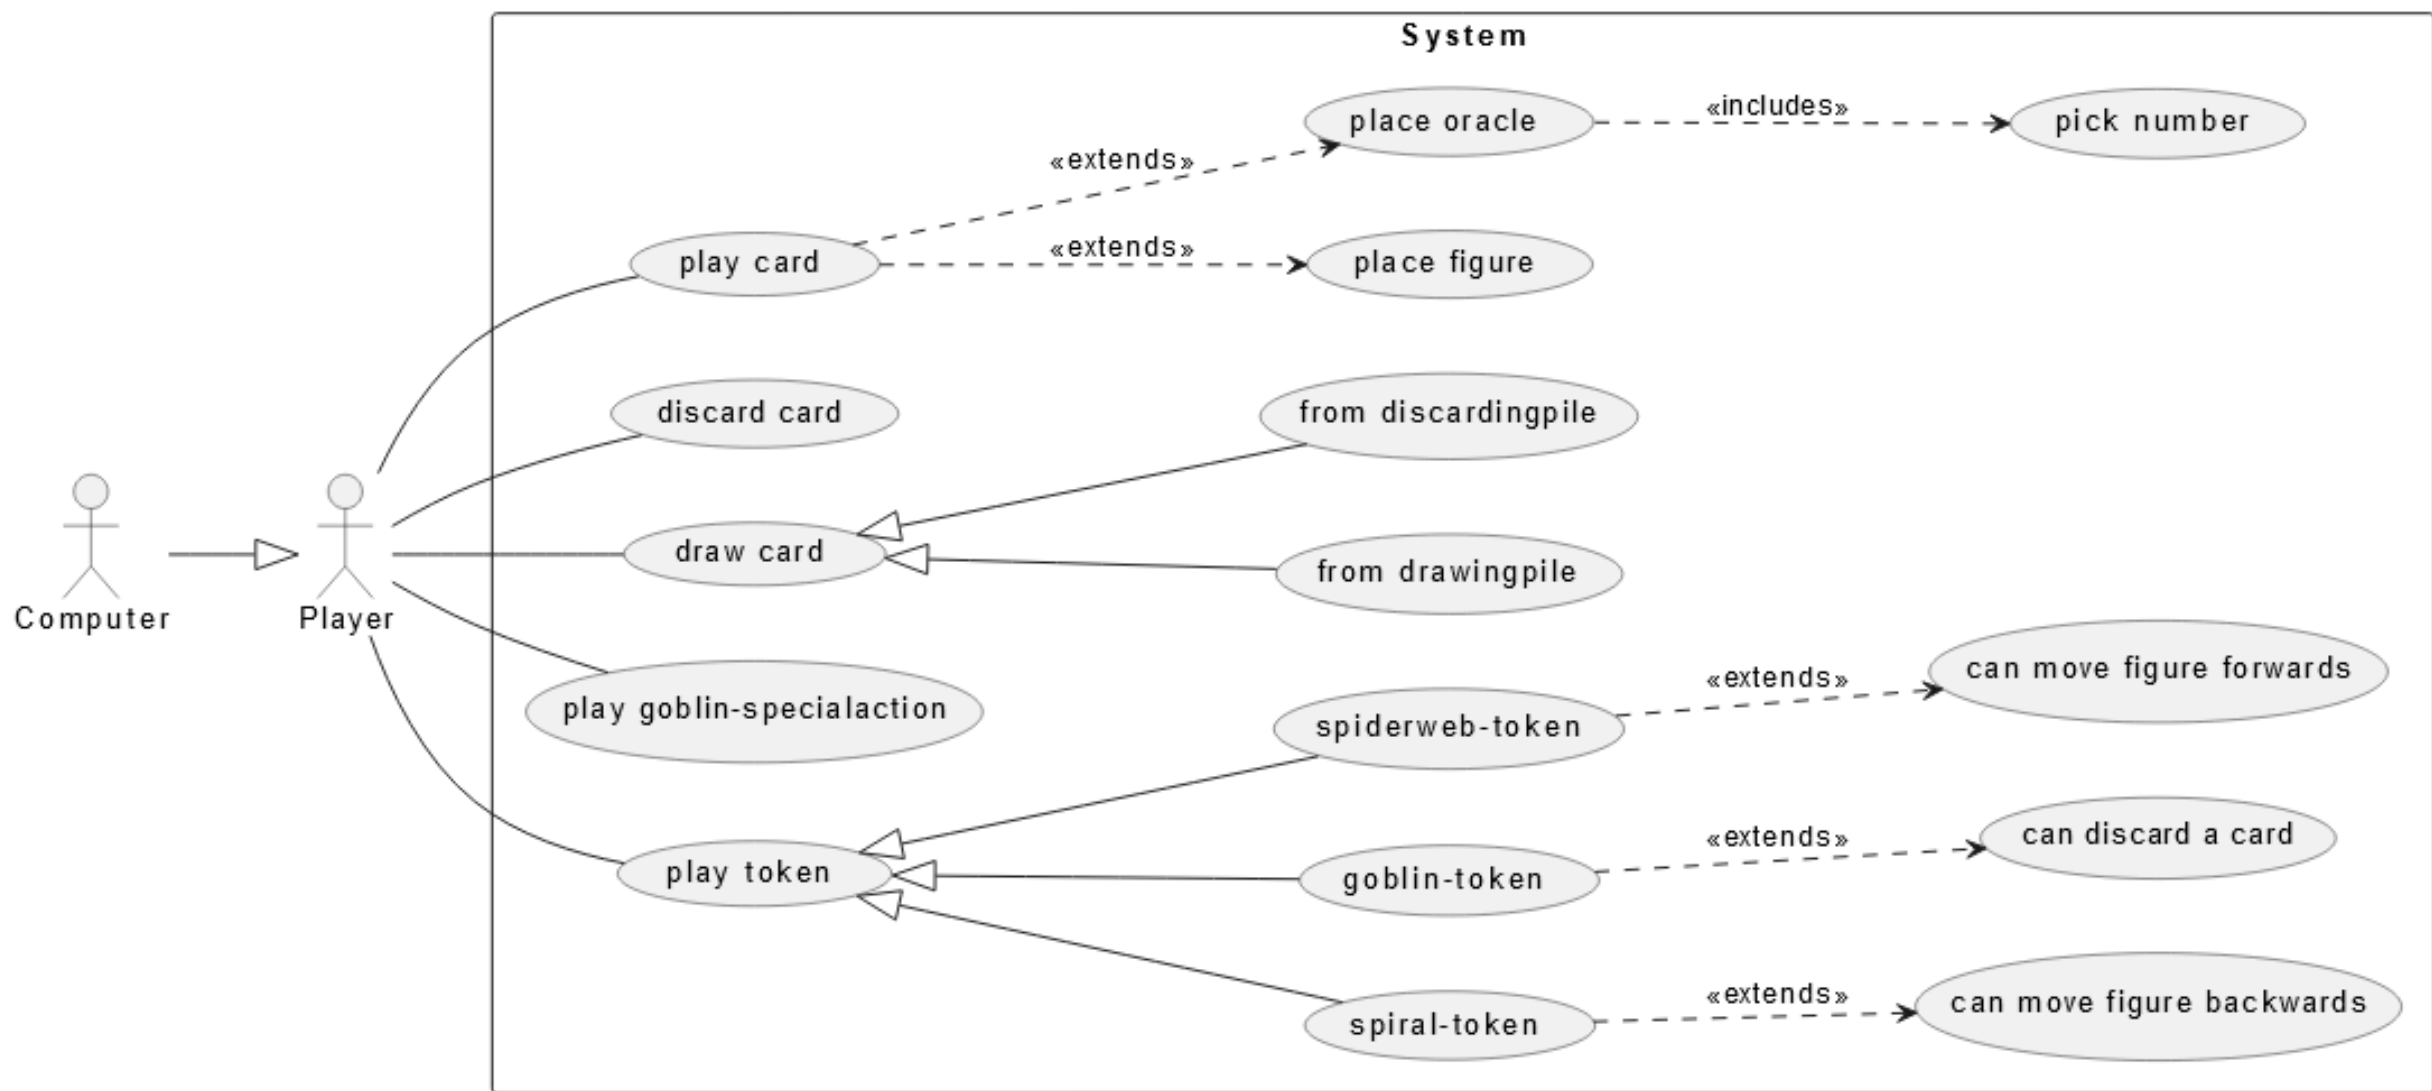 System
place oracle
«includes»
pick number
«extends»
play card
«extends»
place figure
discard card
from discardingpile
draw card
from drawingpile
Computer
Player
play goblin-specialaction
spiderweb-token
«extends»
can move figure forwards
play token
goblin-token
«extends»
can discard a card
spiral-token
«extends»
can move figure backwards